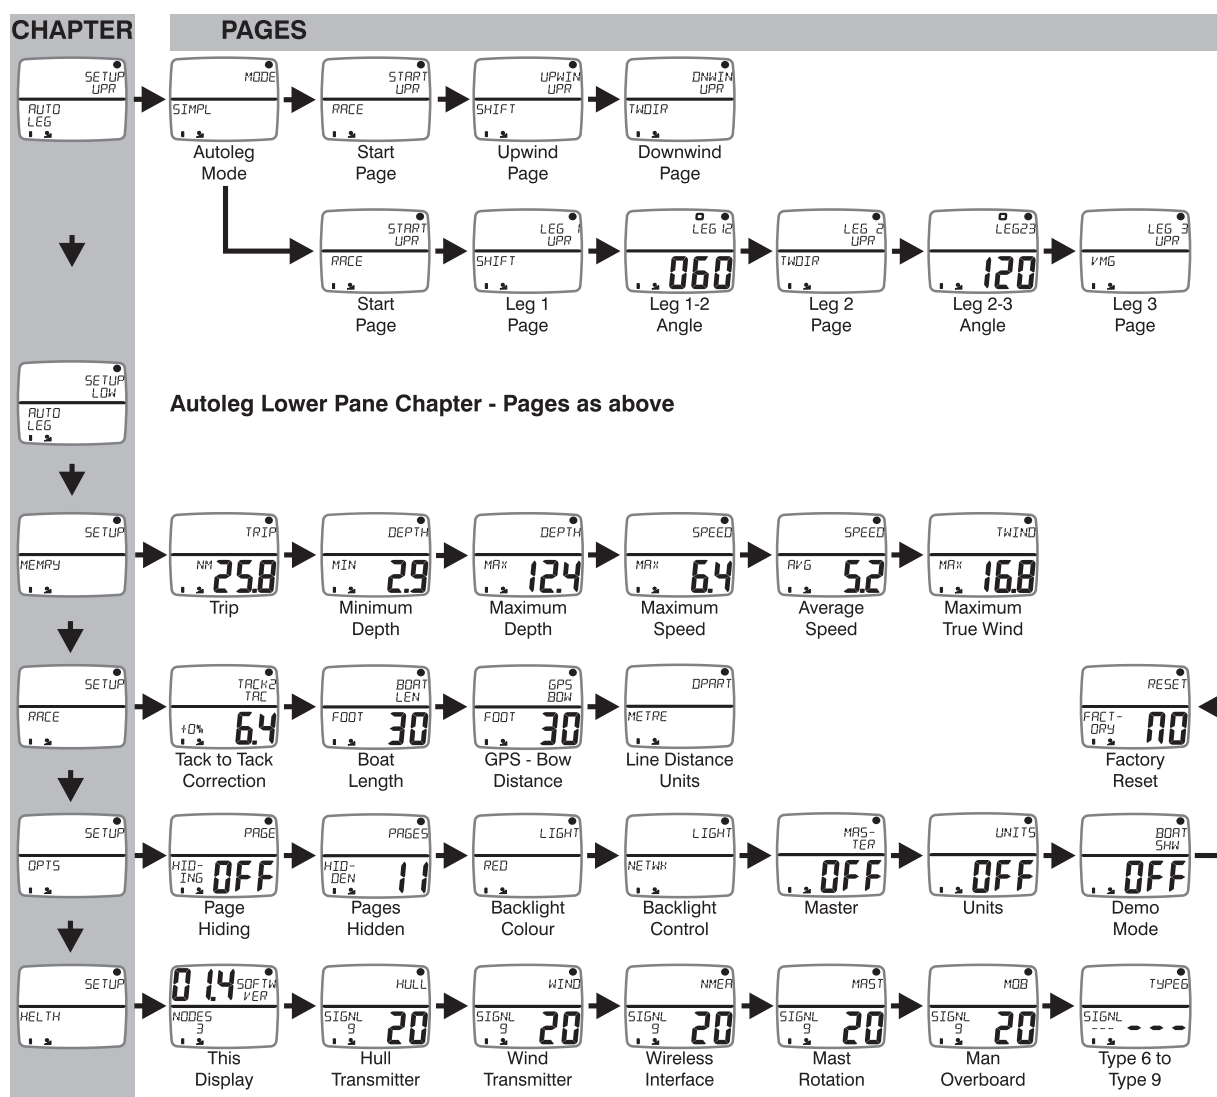 CHAPTER PAGES
SETUP
UPR
AUTO
LEG
MODE
SIMPL
START
UPR
RACE
UPWIN
UPR
SHIFT
DNWIN
UPR
TWDIR
Autoleg
Mode
Start
Page
Upwind
Page
Downwind
Page
START
UPR
RACE
LEG 1
UPR
SHIFT
LEG 12
060
LEG 2
UPR
TWDIR
LEG23
120
LEG 3
UPR
VMG
Start
Page
Leg 1
Page
Leg 1-2
Angle
Leg 2
Page
Leg 2-3
Angle
Leg 3
Page
SETUP
LOW
AUTO
LEG
Autoleg Lower Pane Chapter - Pages as above
SETUP
MEMRY
TRIP
NM 25.8
DEPTH
MIN 2.9
DEPTH
MAX 12.4
SPEED
MAX 6.4
SPEED
AVG 5.2
TWIND
MAX 16.8
Trip
Minimum
Depth
Maximum
Depth
Maximum
Speed
Average
Speed
Maximum
True Wind
SETUP
RACE
TACK2
TAC
+0% 6.4
BOAT
LEN
FOOT 30
GPS
BOW
FOOT 30
DPART
METRE
RESET
FACT-
ORY NO
Tack to Tack
Correction
Boat
Length
GPS - Bow
Distance
Line Distance
Units
Factory
Reset
SETUP
OPTS
PAGE
HID-
ING OFF
PAGES
HID-
DEN 11
LIGHT
RED
LIGHT
NETWK
MAS-
TER
OFF
UNITS
OFF
BOAT
SHW
OFF
Page
Hiding
Pages
Hidden
Backlight
Colour
Backlight
Control
Master
Units
Demo
Mode
SETUP
HELTH
01.4 SOFTW
VER
NODES
3
HULL
SIGNL
9 20
WIND
SIGNL
9 20
NMEA
SIGNL
9 20
MAST
SIGNL
9 20
MOB
SIGNL
9 20
TYPE6
SIGNL
--- ---
This
Display
Hull
Transmitter
Wind
Transmitter
Wireless
Interface
Mast
Rotation
Man
Overboard
Type 6 to
Type 9